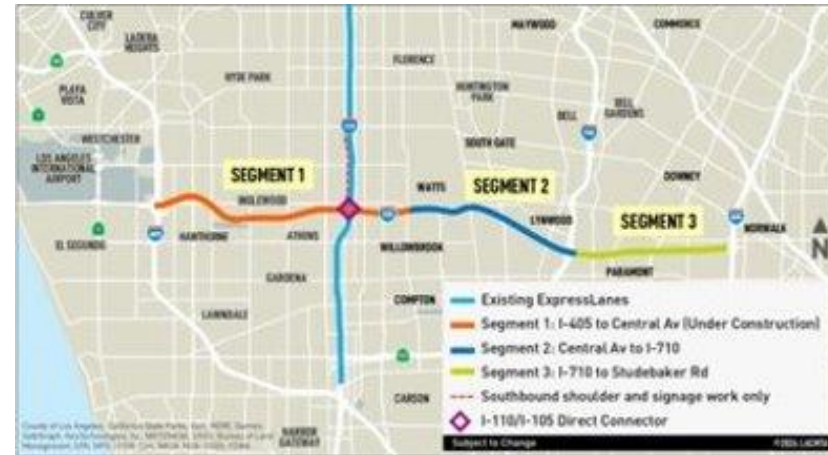 CULVER
CITY
LADERA
HEIGHTS
MAYWOOD
COMMERCE
HYDE PARK
FLORENCE
HUNTINGTON
PARK
BELL
BELL
GARDENS
PLAYA
VISTA
WESTCHESTER
LOS ANGELES
INTERNATIONAL
AIRPORT
SOUTH GATE
DOWNEY
SEGMENT 1
WATTS
SEGMENT 2
INGLEWOOD
LYNWOOD
SEGMENT 3
NORWALK
EL SEGUNDO
HAWTHORNE
ATHENS
WILLOWBROOK
N
PARAMONT
GARDENA
COMPTON
LAWNDALE
CARSON
HARBOR
GATEWAY
Existing ExpressLanes
Segment 1: I-405 to Central Av (Under Construction)
Segment 2: Central Av to I-710
Segment 3: I-710 to Studebaker Rd
Southbound shoulder and signage work only
I-110/I-105 Direct Connector
Subject to Change